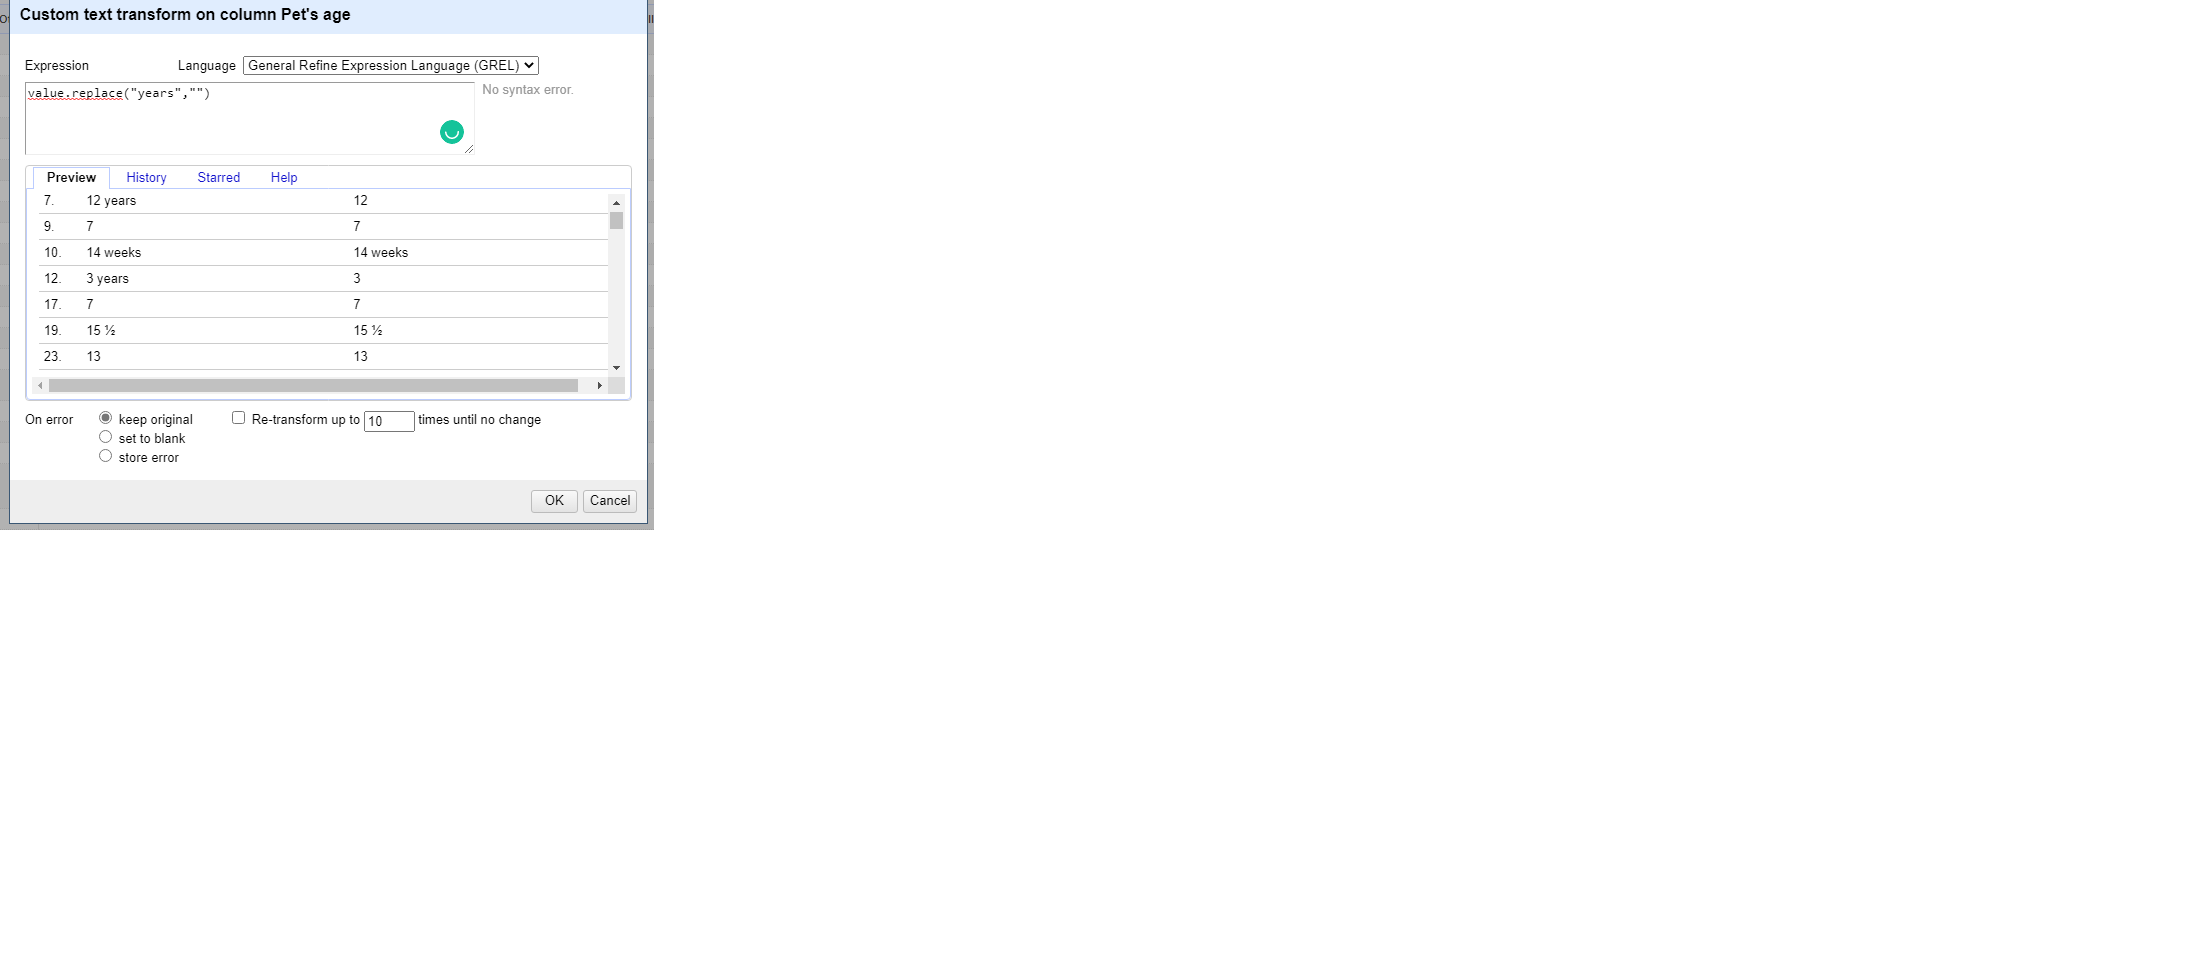 Custom text transform on column Pet's age
Expression
Language General Refine Expression Language (GREL)
value.replace("years","")
No syntax error.
Preview History Starred Help
7. 12 years 12
9. 7 7
10. 14 weeks 14 weeks
12. 3 years 3
17. 7 7
19. 15 ½ 15 ½
23. 13 13
On error keep original Re-transform up to 10 times until no change
set to blank
store error
OK Cancel